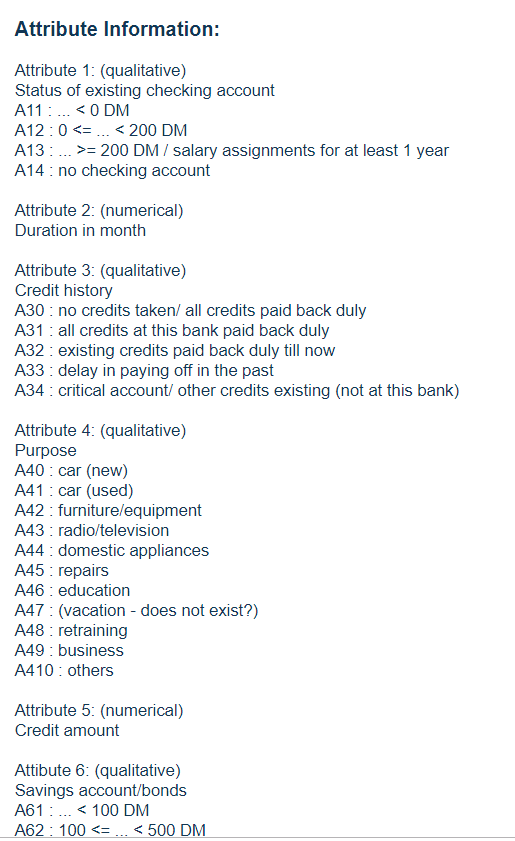 Attribute Information:
Attribute 1: (qualitative)
Status of existing checking account
A11 : ... < 0 DM
A12 : 0 <= ... < 200 DM
A13 : ... >= 200 DM / salary assignments for at least 1 year
A14 : no checking account
Attribute 2: (numerical)
Duration in month
Attribute 3: (qualitative)
Credit history
A30 : no credits taken/ all credits paid back duly
A31 : all credits at this bank paid back duly
A32 : existing credits paid back duly till now
A33 : delay in paying off in the past
A34 : critical account/ other credits existing (not at this bank)
Attribute 4: (qualitative)
Purpose
A40 : car (new)
A41 : car (used)
A42 : furniture/equipment
A43 : radio/television
A44 : domestic appliances
A45 : repairs
A46 : education
A47 : (vacation - does not exist?)
A48 : retraining
A49 : business
A410 : others
Attribute 5: (numerical)
Credit amount
Attibute 6: (qualitative)
Savings account/bonds
A61 : ... < 100 DM
A62 : 100 <= ... < 500 DM